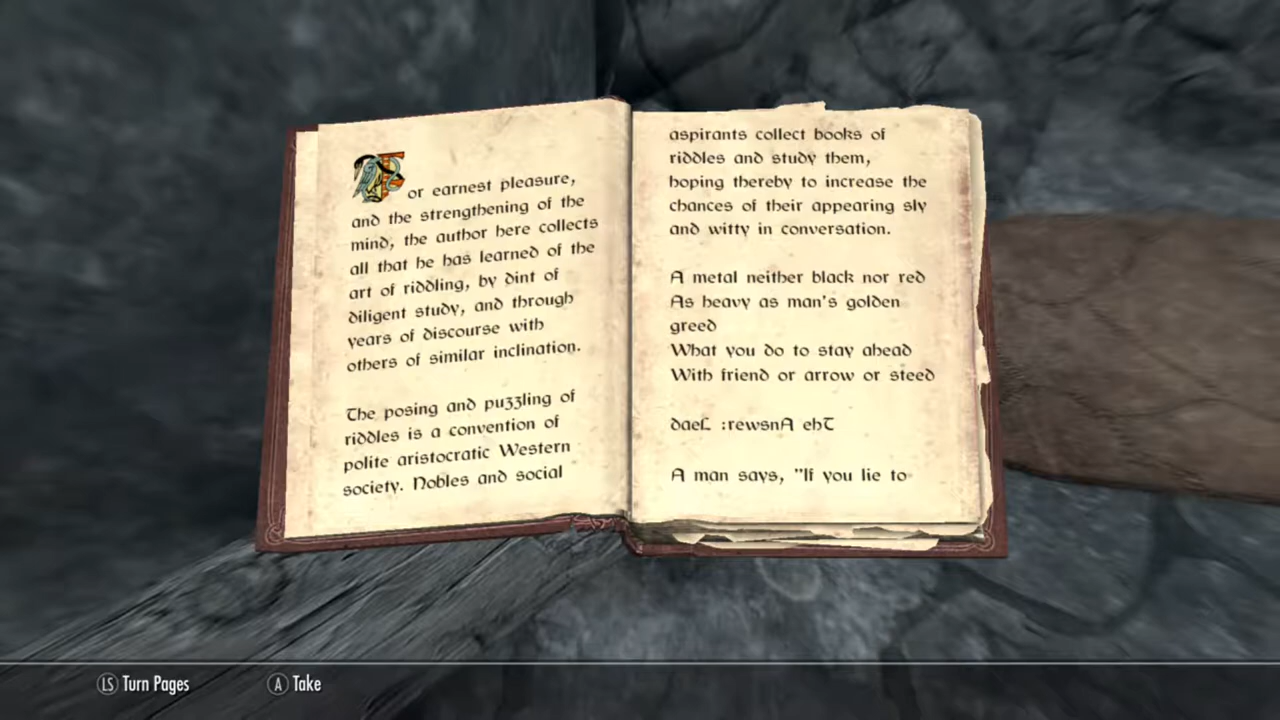 For earnest pleasure,
and the strengthening of the
mind, the author here collects
all that he has learned of the
art of riddling, by dint of
diligent study, and through
years of discourse with
others of similar inclination.
The posing and puzzling of
riddles is a convention of
polite aristocratic Western
society. Nobles and social
aspirants collect books of
riddles and study them,
hoping thereby to increase the
chances of their appearing sly
and witty in conversation.
A metal neither black nor red
As heavy as man's golden
greed
What you do to stay ahead
With friend or arrow or steed
daeL :rewsnA ehT
A man says, "If you lie to
LS Turn Pages
A Take